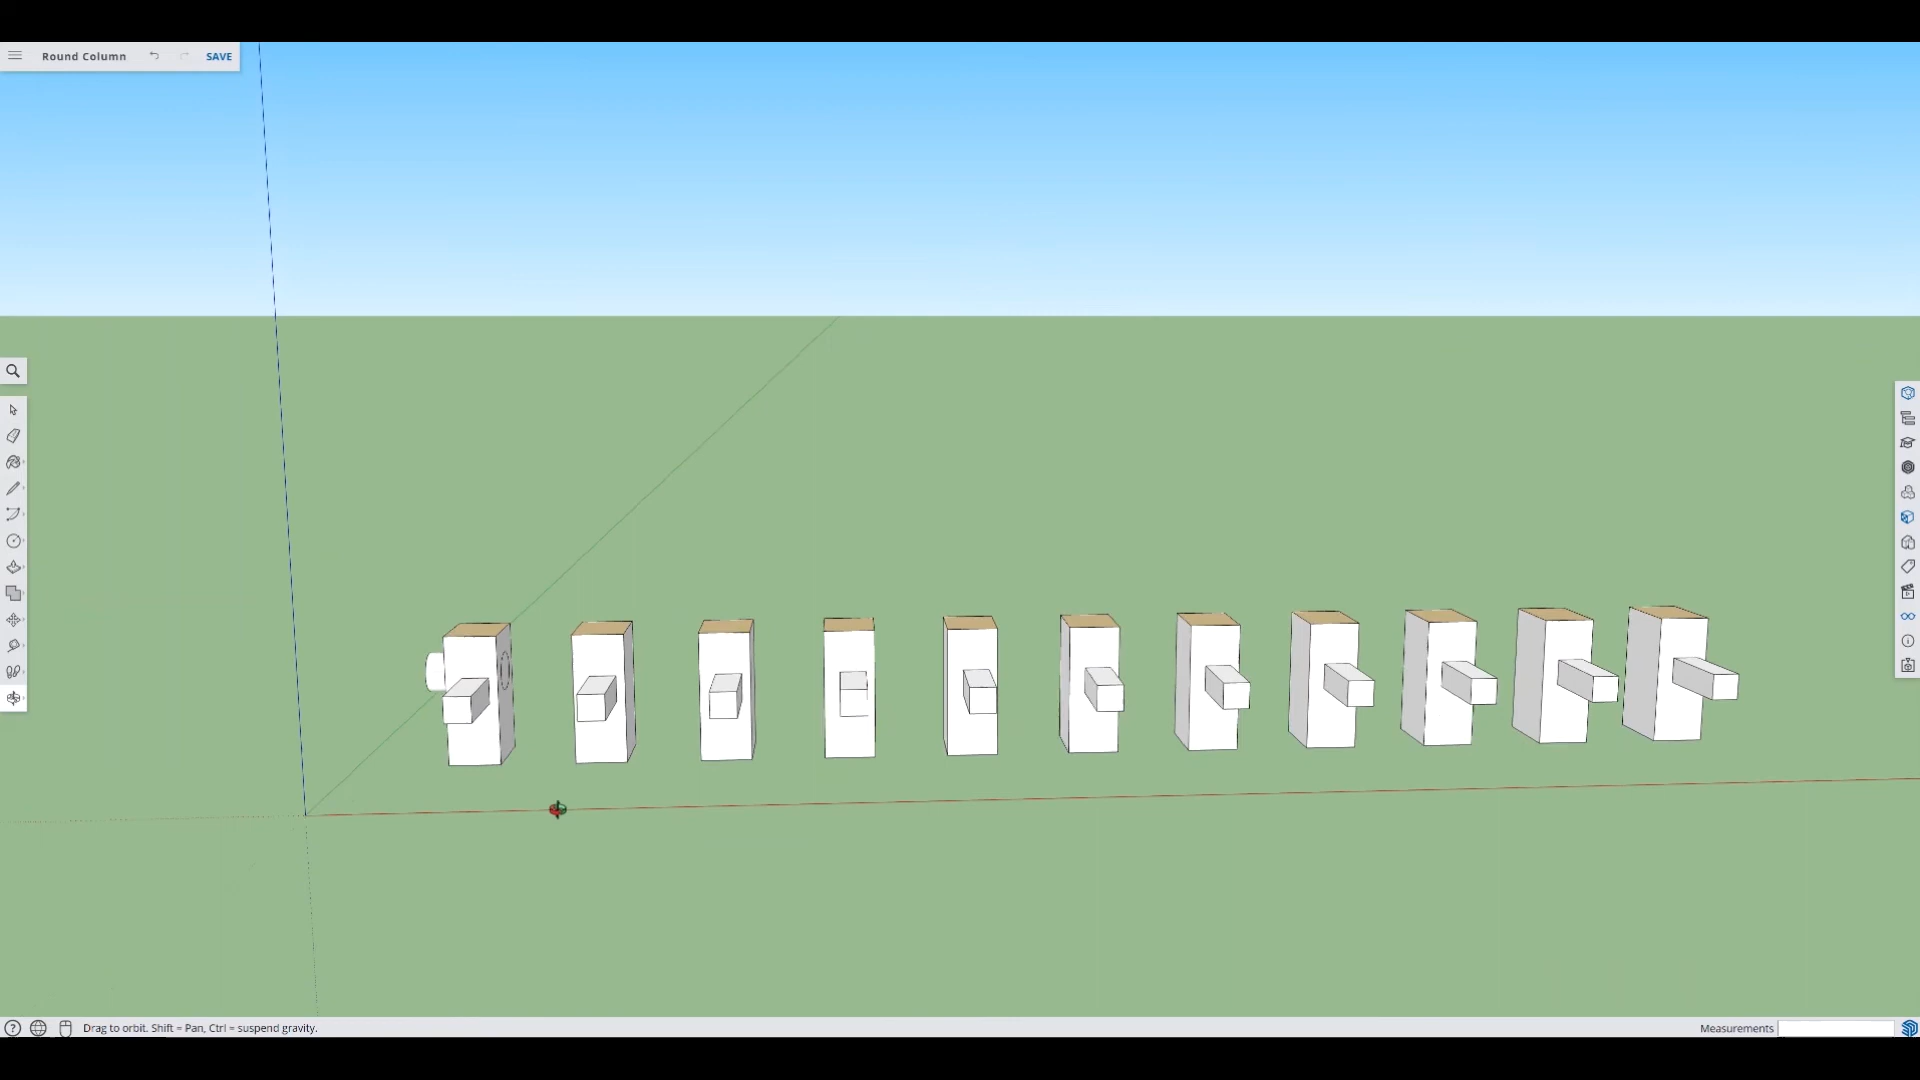 Round Column
SAVE
Drag to orbit. Shift = Pan, Ctrl = suspend gravity.
Measurements